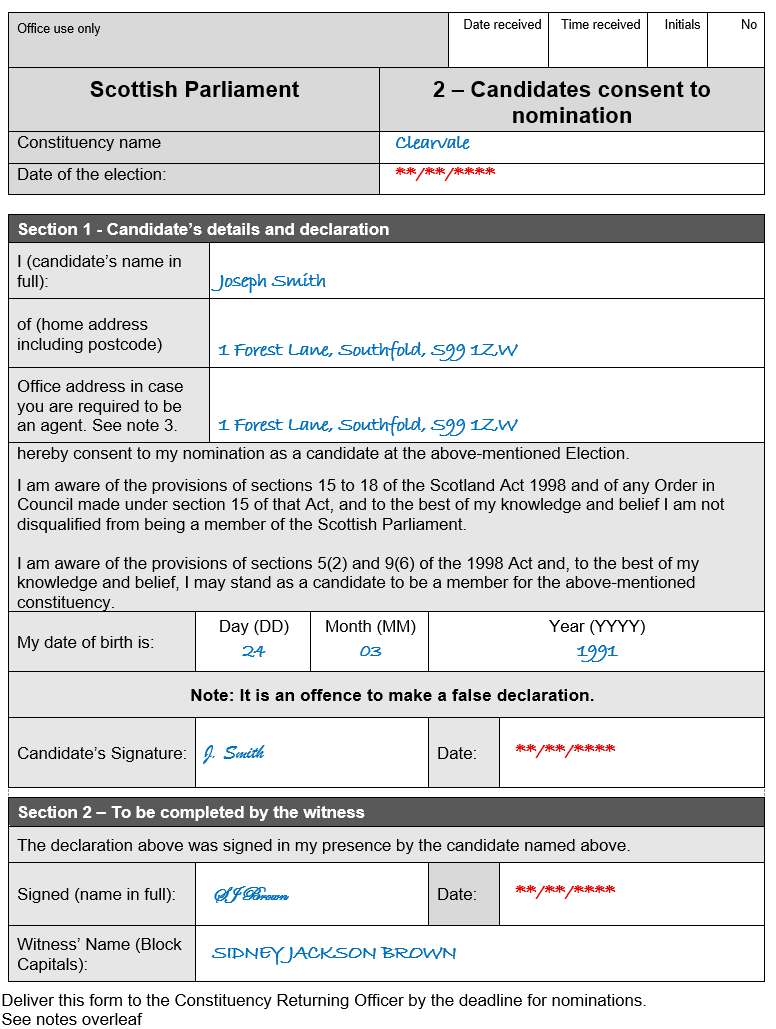 Office use only
Date received
Time received
Initials
No
Scottish Parliament
2 – Candidates consent to
nomination
Constituency name
Clearvale
Date of the election:
**/**/****
Section 1 - Candidate’s details and declaration
I (candidate’s name in
full):
Joseph Smith
of (home address
including postcode)
1 Forest Lane, Southfold, S99 1ZW
Office address in case
you are required to be
an agent. See note 3.
1 Forest Lane, Southfold, S99 1ZW
hereby consent to my nomination as a candidate at the above-mentioned Election.
I am aware of the provisions of sections 15 to 18 of the Scotland Act 1998 and of any Order in
Council made under section 15 of that Act, and to the best of my knowledge and belief I am not
disqualified from being a member of the Scottish Parliament.
I am aware of the provisions of sections 5(2) and 9(6) of the 1998 Act and, to the best of my
knowledge and belief, I may stand as a candidate to be a member for the above-mentioned
constituency.
My date of birth is:
Day (DD)
24
Month (MM)
03
Year (YYYY)
1991
Note: It is an offence to make a false declaration.
Candidate’s Signature:
J. Smith
Date:
**/**/****
Section 2 – To be completed by the witness
The declaration above was signed in my presence by the candidate named above.
Signed (name in full):
SJBrown
Date:
**/**/****
Witness’ Name (Block
Capitals):
SIDNEY JACKSON BROWN
Deliver this form to the Constituency Returning Officer by the deadline for nominations.
See notes overleaf